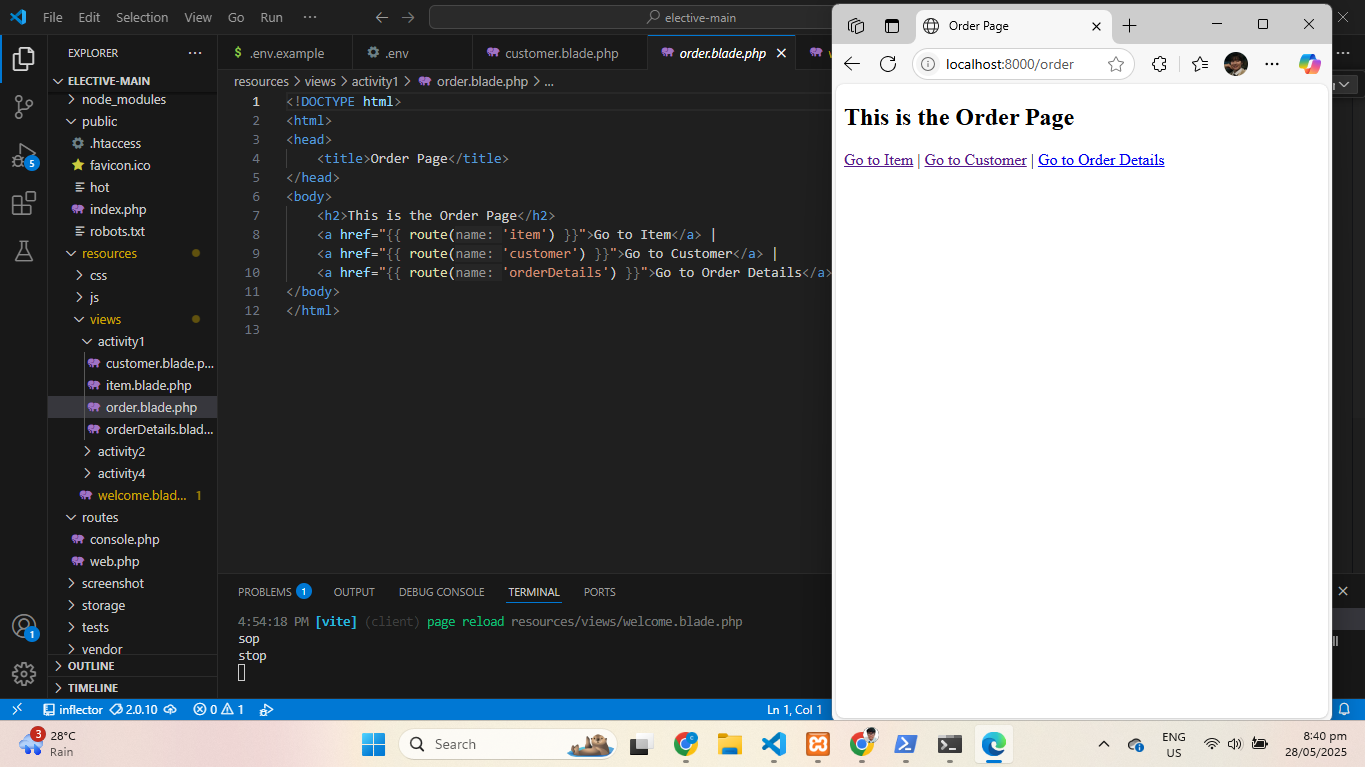 File Edit Selection View Go Run ··· elective-main
EXPLORER ···
ELECTIVE-MAIN
node_modules
public
.htaccess
favicon.ico
hot
index.php
robots.txt
resources
css
js
views
activity1
customer.blade.p...
item.blade.php
order.blade.php
orderDetails.blad...
activity2
activity4
welcome.blad... 1
routes
console.php
web.php
screenshot
storage
tests
vendor
OUTLINE
TIMELINE
5
1
$ .env.example .env customer.blade.php order.blade.php
resources > views > activity1 > order.blade.php > ...
1 <!DOCTYPE html>
2 <html>
3 <head>
4 <title>Order Page</title>
5 </head>
6 <body>
7 <h2>This is the Order Page</h2>
8 <a href="{{ route(name: 'item') }}">Go to Item</a> |
9 <a href="{{ route(name: 'customer') }}">Go to Customer</a> |
10 <a href="{{ route(name: 'orderDetails') }}">Go to Order Details</a>
11 </body>
12 </html>
13
PROBLEMS 1 OUTPUT DEBUG CONSOLE TERMINAL PORTS
4:54:18 PM [vite] (client) page reload resources/views/welcome.blade.php
sop
stop
inflector 2.0.10 0 1 Ln 1, Col 1
Order Page
localhost:8000/order
This is the Order Page
Go to Item | Go to Customer | Go to Order Details
3
28°C
Rain
Search
ENG
US
8:40 pm
28/05/2025